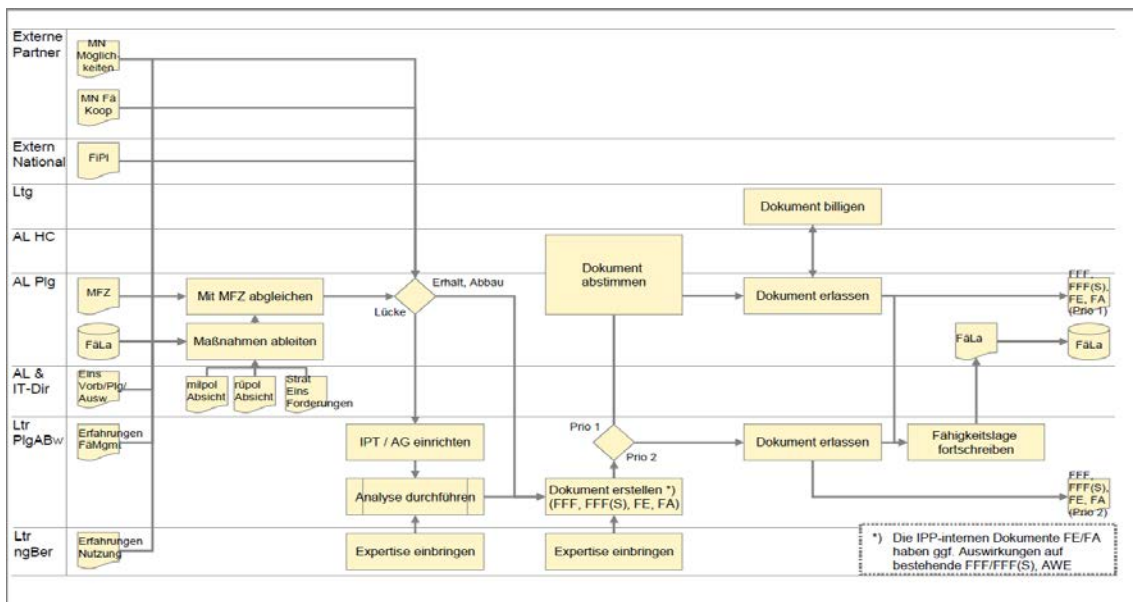 Externe
Partner
MN
Möglich-
keiten
MN Fä
Koop
Extern
National
FiPl
Ltg
Dokument billigen
AL HC
Dokument
abstimmen
AL Plg
MFZ
Mit MFZ abgleichen
Erhalt, Abbau
Lücke
Dokument erlassen
FFF,
FFF(S),
FE, FA
(Prio 1)
FäLa
Maßnahmen ableiten
FäLa
FäLa
AL &
IT-Dir
Eins
Vorb/Plg/
Ausw
milpol
Absicht
rüpol
Absicht
Strat
Eins
Forderungen
Ltr
PlgABw
Erfahrungen
FäMgmt
IPT / AG einrichten
Prio 1
Prio 2
Dokument erlassen
Fähigkeitslage
fortschreiben
Analyse durchführen
Dokument erstellen *)
(FFF, FFF(S), FE, FA)
FFF,
FFF(S),
FE, FA
(Prio 2)
Ltr
ngBer
Erfahrungen
Nutzung
Expertise einbringen
Expertise einbringen
*) Die IPP-internen Dokumente FE/FA
haben ggf. Auswirkungen auf
bestehende FFF/FFF(S), AWE